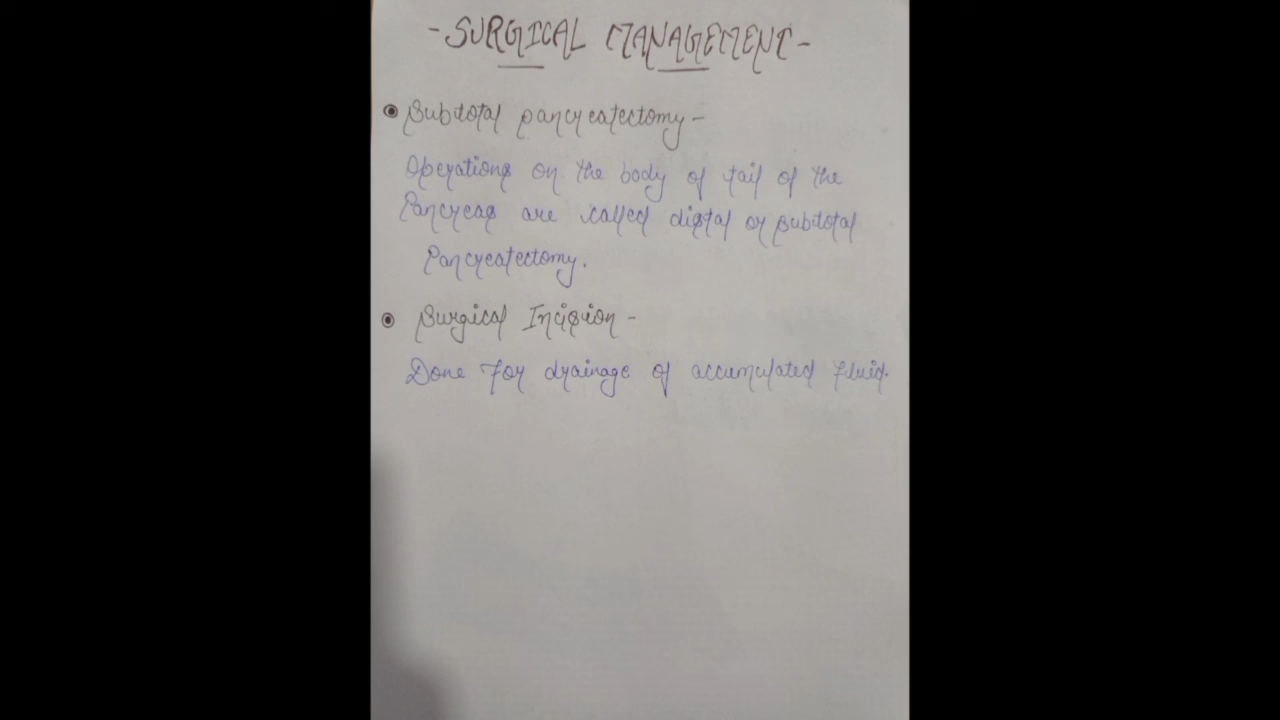 - SURGICAL MANAGEMENT -
Subtotal pancreatectomy -
Operations on the body of tail of the
Pancreas are called distal or subtotal
Pancreatectomy.
Surgical Incision -
Done for drainage of accumulated fluid.